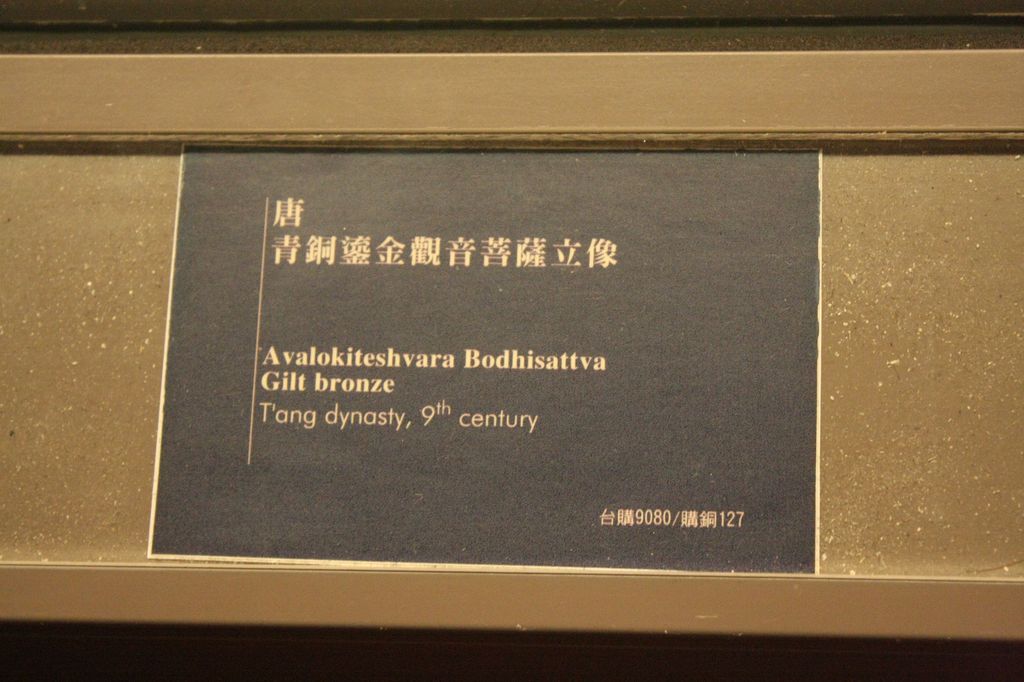 唐
青銅鎏金觀音菩薩立像
Avalokiteshvara Bodhisattva
Gilt bronze
T'ang dynasty, 9th century
台購9080/購銅127